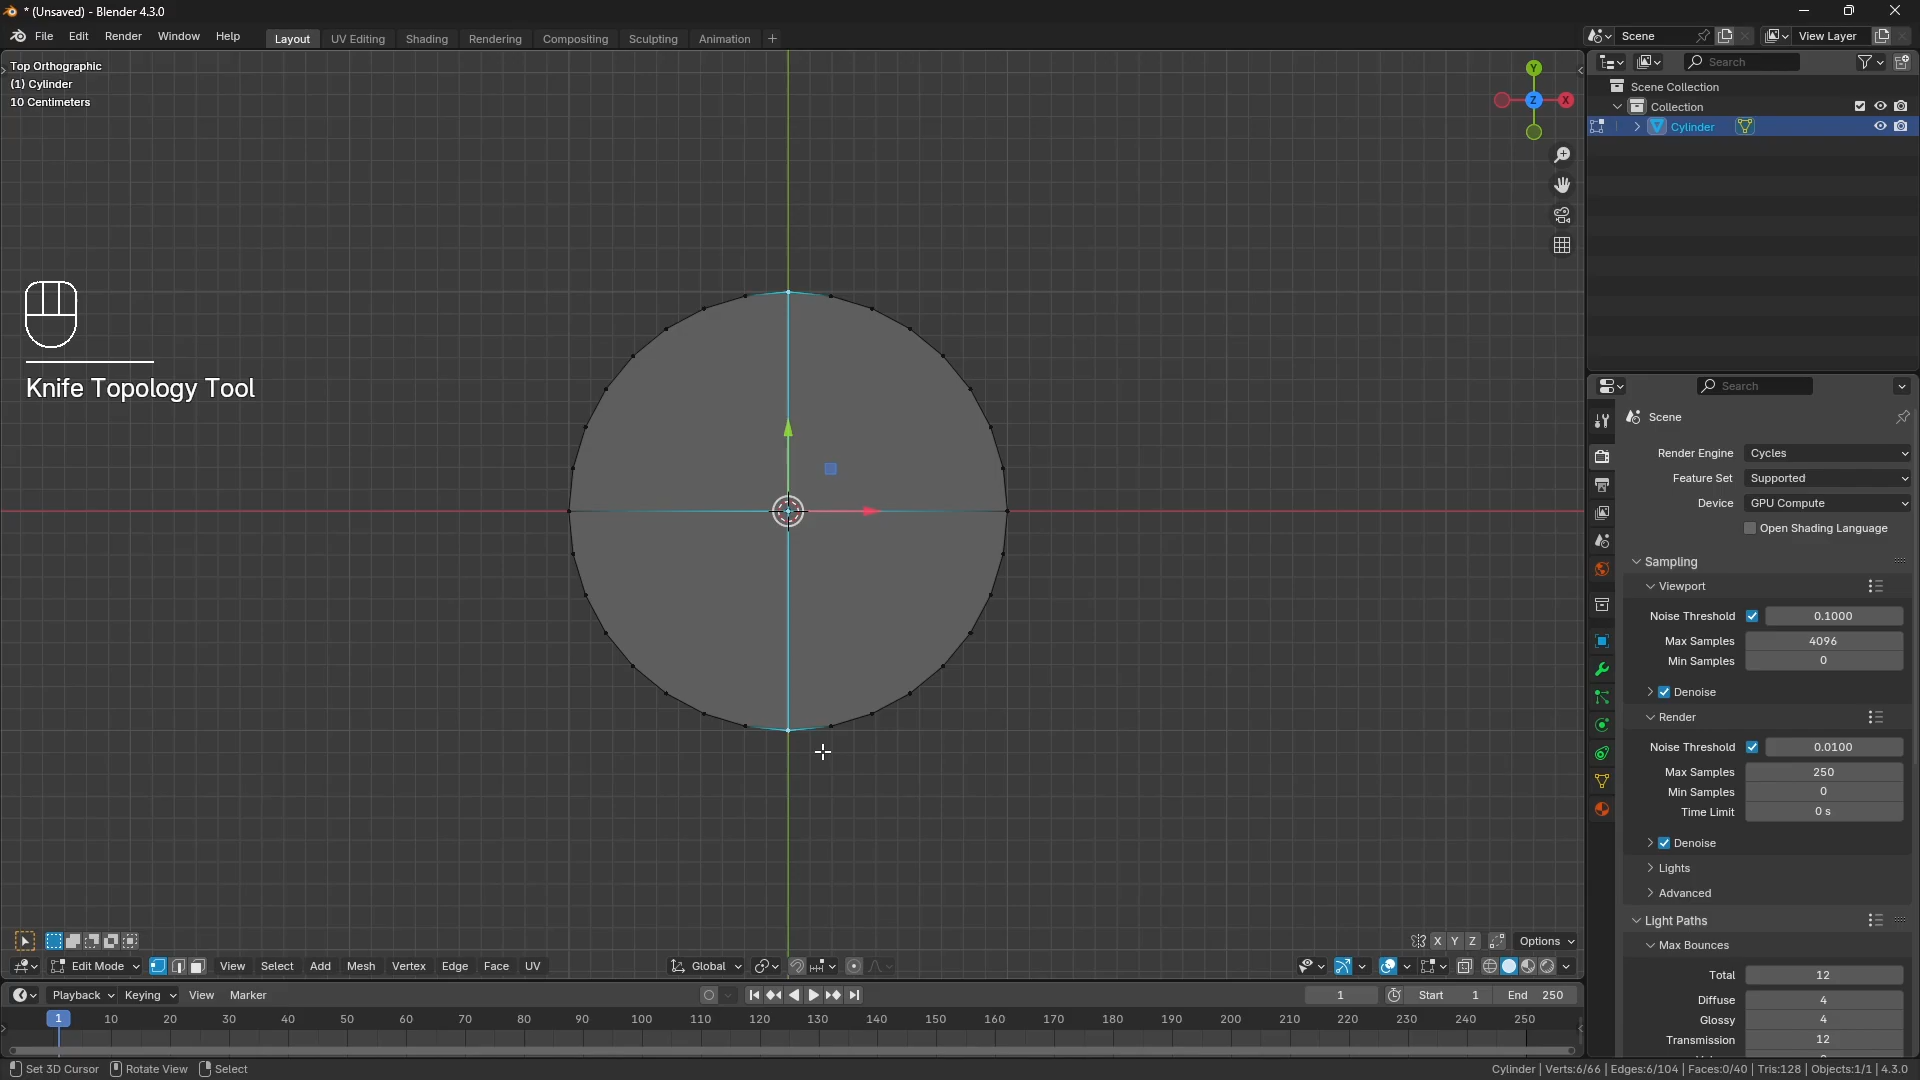 * (Unsaved) - Blender 4.3.0
File Edit Render Window Help Layout UV Editing Shading Rendering Compositing Sculpting Animation + Scene View Layer
Top Orthographic
(1) Cylinder
10 Centimeters
Knife Topology Tool
Y
Z
X
Search
Scene Collection
Collection
Cylinder
Search
Scene
Render Engine Cycles
Feature Set Supported
Device GPU Compute
Open Shading Language
Sampling
Viewport
Noise Threshold 0.1000
Max Samples 4096
Min Samples 0
Denoise
Render
Noise Threshold 0.0100
Max Samples 250
Min Samples 0
Time Limit 0 s
Denoise
Lights
Advanced
Light Paths
Max Bounces
Total 12
Diffuse 4
Glossy 4
Transmission 12
X Y Z Options
Edit Mode View Select Add Mesh Vertex Edge Face UV Global
Playback Keying View Marker 1 Start 1 End 250
1 10 20 30 40 50 60 70 80 90 100 110 120 130 140 150 160 170 180 190 200 210 220 230 240 250
Set 3D Cursor Rotate View Select Cylinder | Verts:6/66 | Edges:6/104 | Faces:0/40 | Tris:128 | Objects:1/1 | 4.3.0